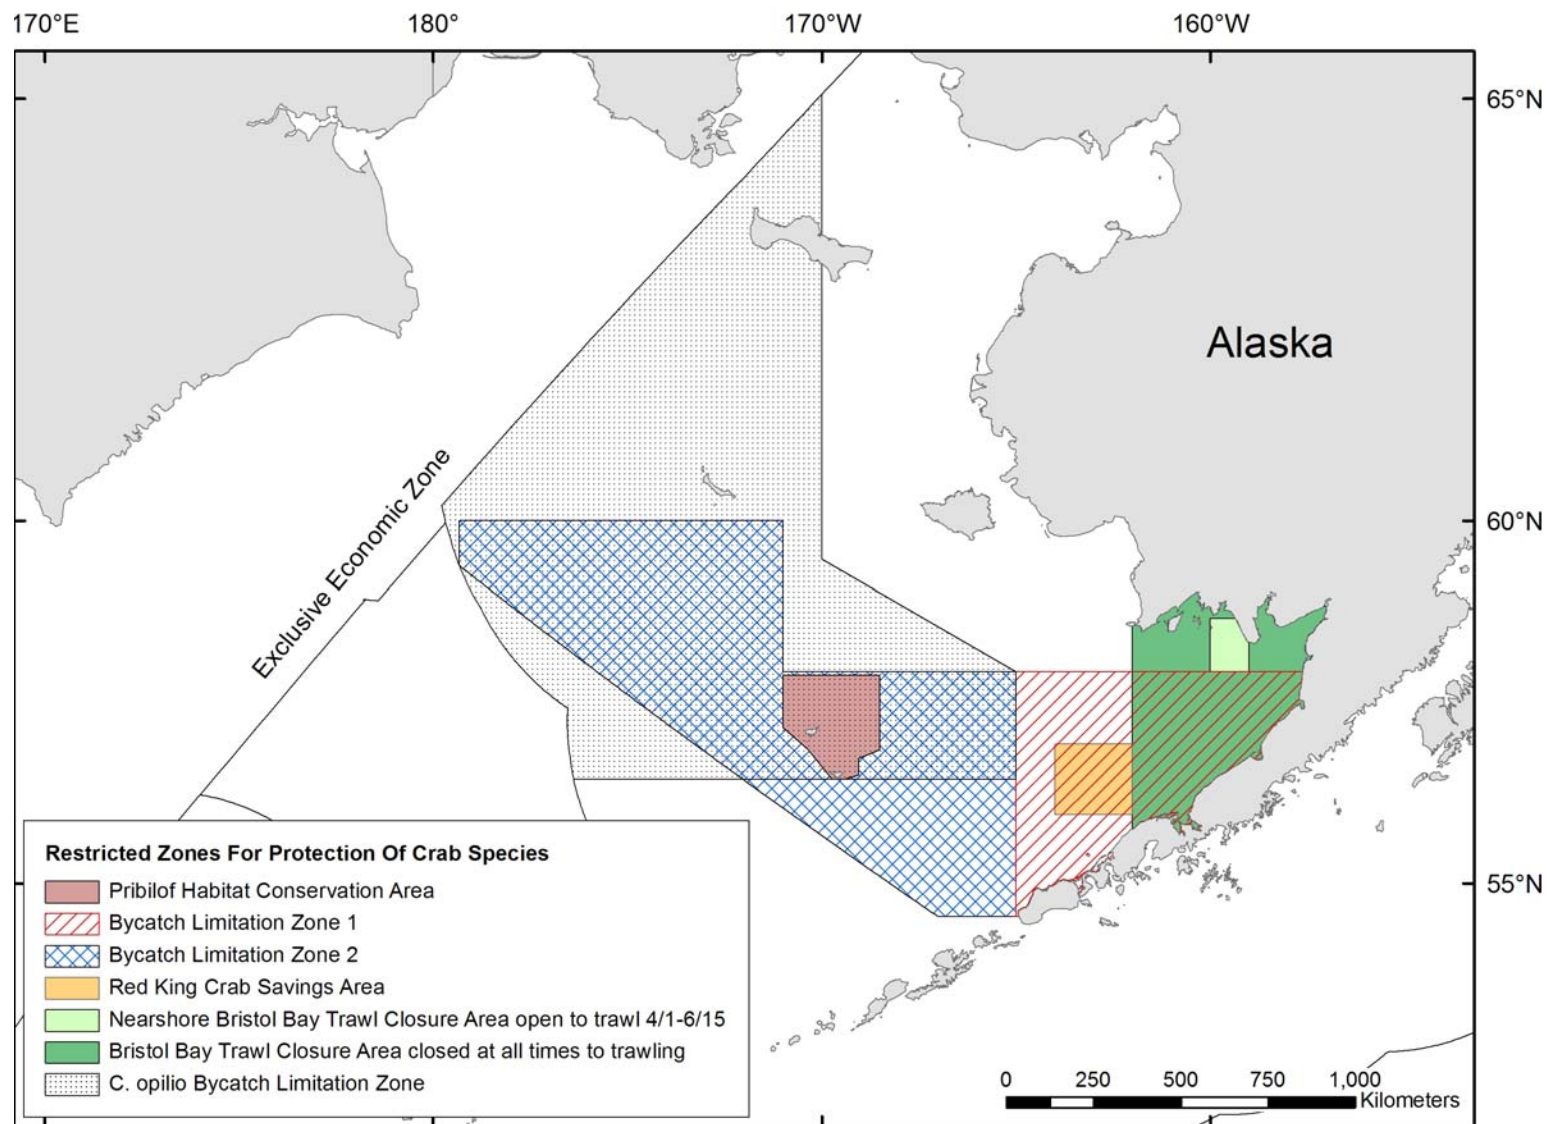 170°E
180°
170°W
160°W
65°N
Alaska
Exclusive Economic Zone
60°N
55°N
Restricted Zones For Protection Of Crab Species
Pribilof Habitat Conservation Area
Bycatch Limitation Zone 1
Bycatch Limitation Zone 2
Red King Crab Savings Area
Nearshore Bristol Bay Trawl Closure Area open to trawl 4/1-6/15
Bristol Bay Trawl Closure Area closed at all times to trawling
C. opilio Bycatch Limitation Zone
0 250 500 750 1,000
Kilometers